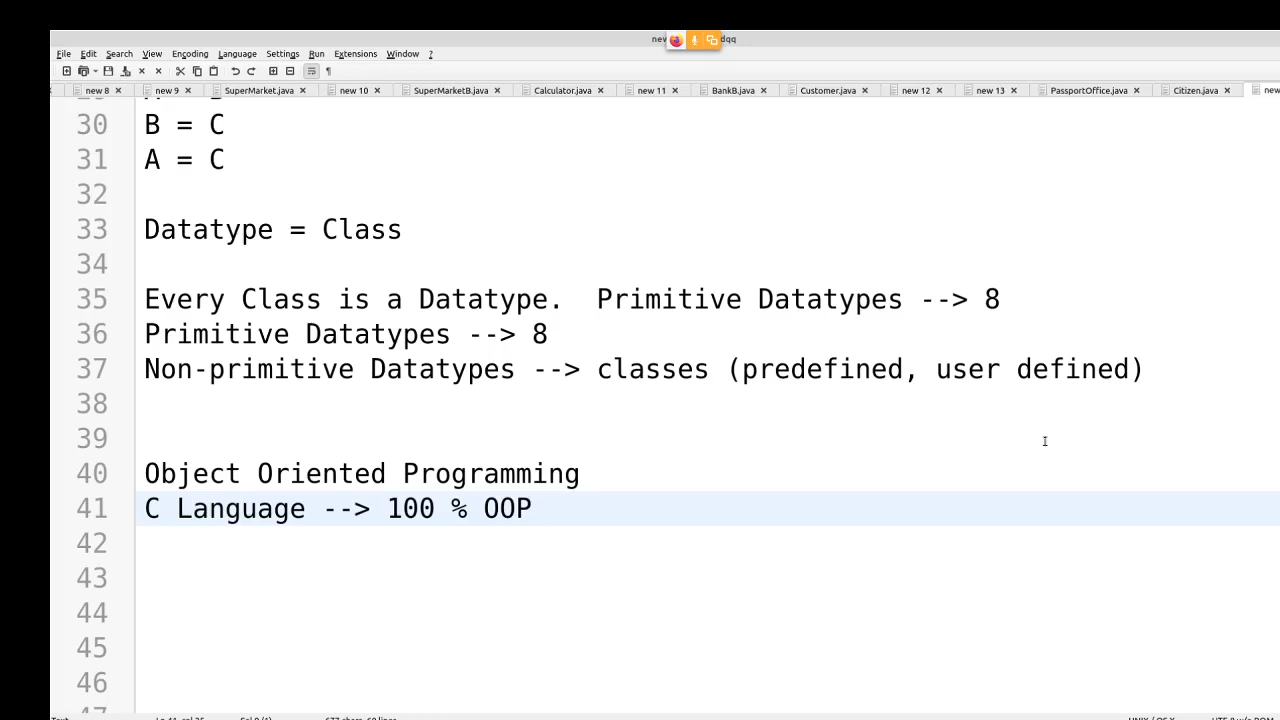 new dqq
File Edit Search View Encoding Language Settings Run Extensions Window ?
new 8 new 9 SuperMarket.java new 10 SuperMarketB.java Calculator.java new 11 BankB.java Customer.java new 12 new 13 PassportOffice.java Citizen.java new
30 B = C
31 A = C
32
33 Datatype = Class
34
35 Every Class is a Datatype.  Primitive Datatypes --> 8
36 Primitive Datatypes --> 8
37 Non-primitive Datatypes --> classes (predefined, user defined)
38
39
40 Object Oriented Programming
41 C Language --> 100 % OOP
42
43
44
45
46